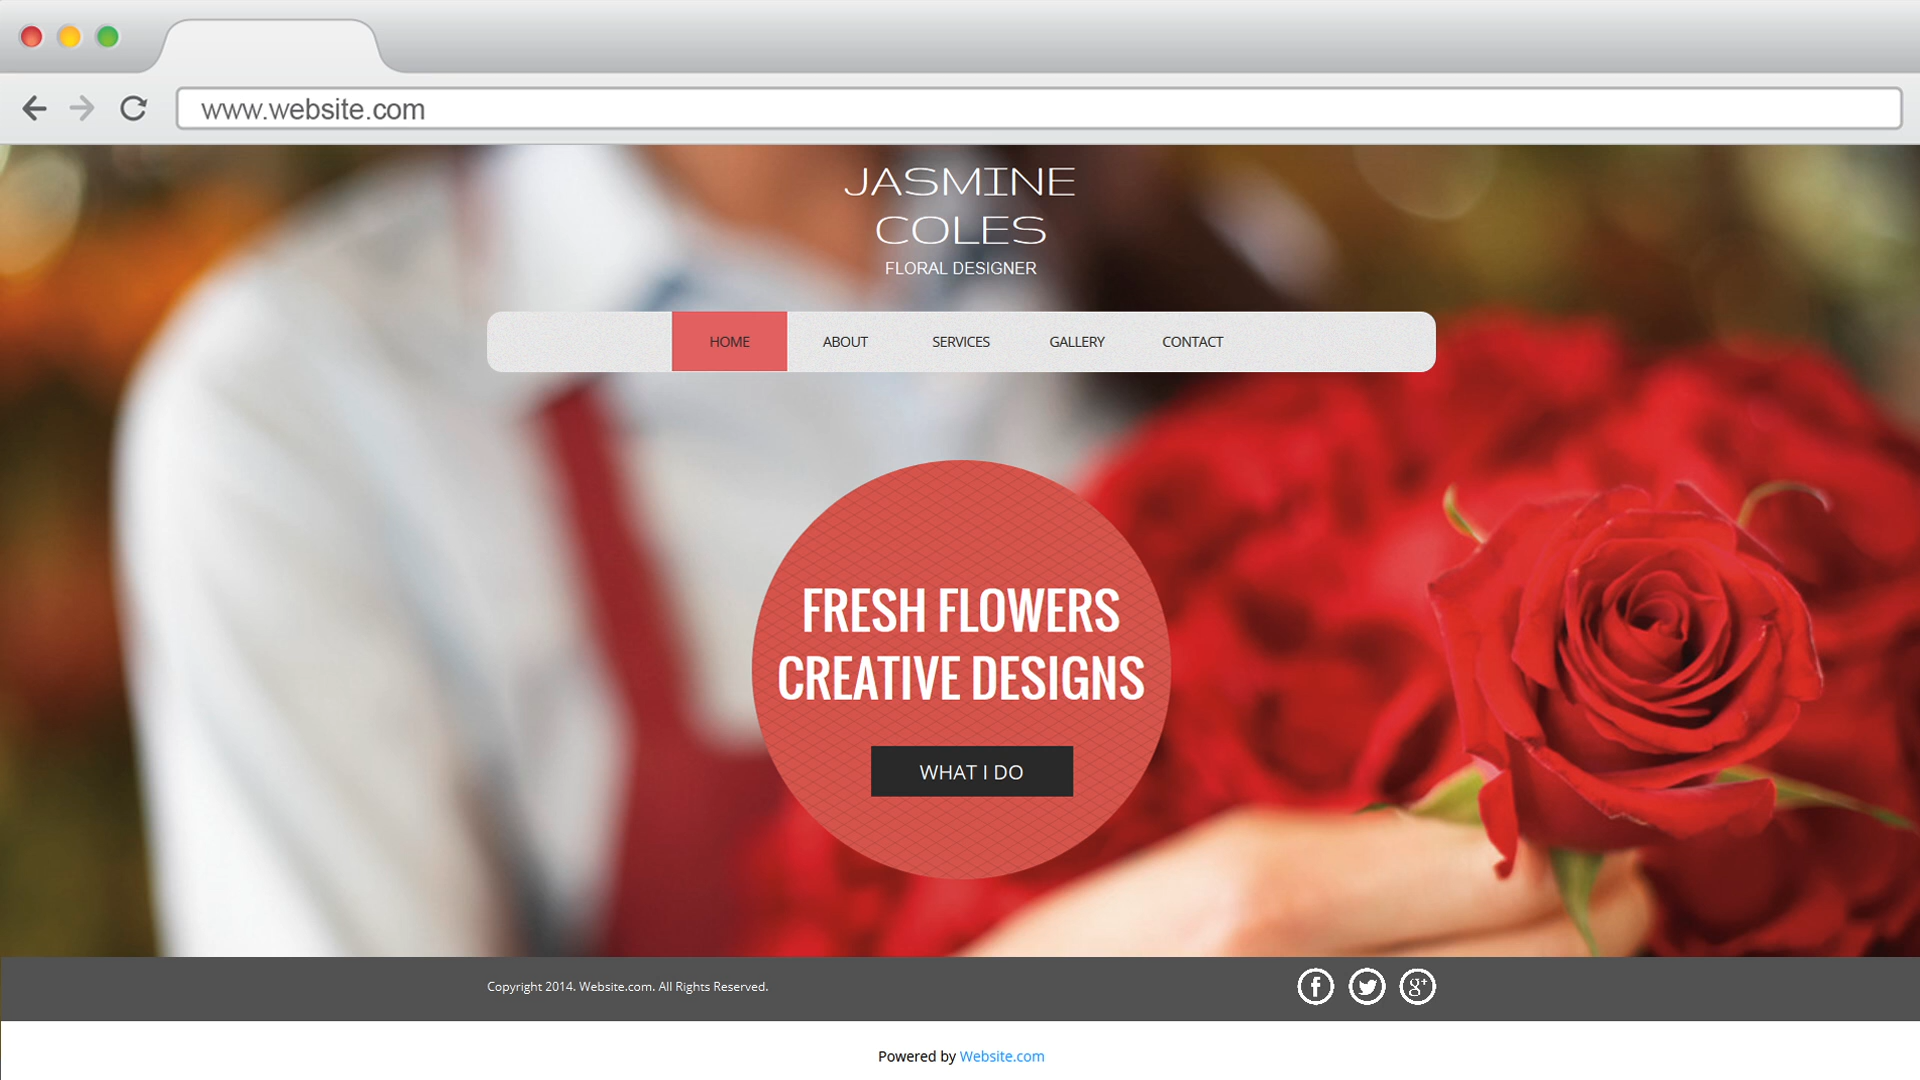 www.website.com
JASMINE
COLES
FLORAL DESIGNER
HOME ABOUT SERVICES GALLERY CONTACT
FRESH FLOWERS
CREATIVE DESIGNS
WHAT I DO
Copyright 2014. Website.com. All Rights Reserved.
f g+
Powered by Website.com